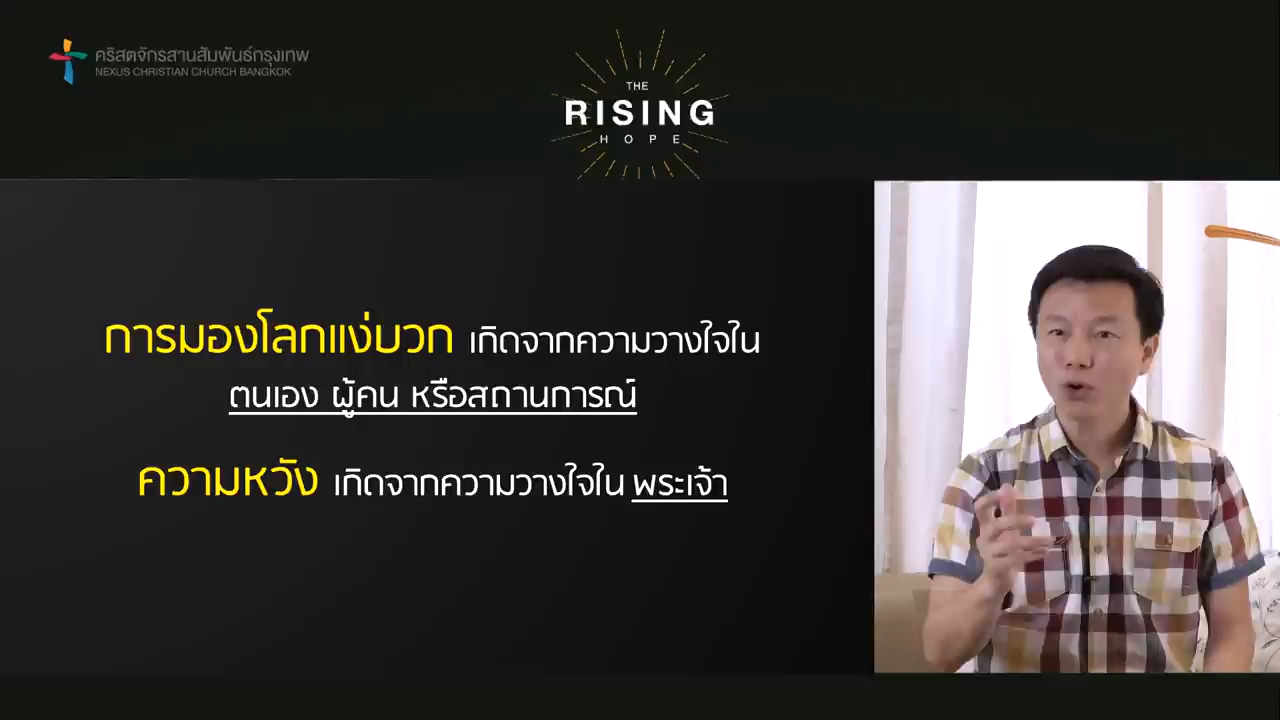 คริสตจักรสานสัมพันธ์กรุงเทพ
NEXUS CHRISTIAN CHURCH BANGKOK
THE
RISING
HOPE
การมองโลกแง่บวก เกิดจากความวางใจใน
ตนเอง ผู้คน หรือสถานการณ์
ความหวัง เกิดจากความวางใจใน พระเจ้า